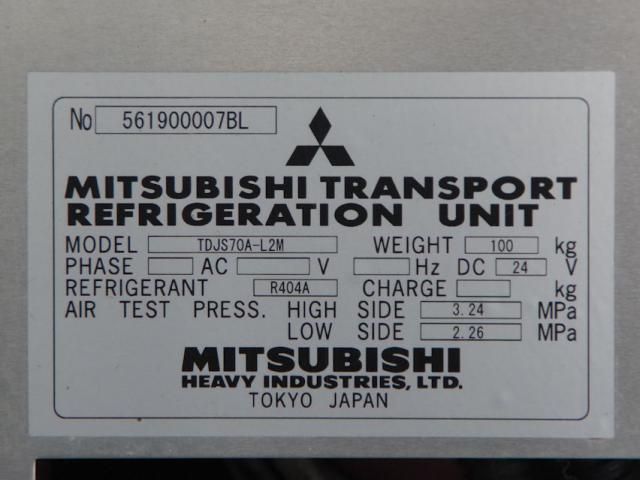 No 561900007BL
MITSUBISHI TRANSPORT
REFRIGERATION UNIT
MODEL TDJS70A-L2M WEIGHT 100 kg
PHASE AC V Hz DC 24 V
REFRIGERANT R404A CHARGE kg
AIR TEST PRESS. HIGH SIDE 3.24 MPa
LOW SIDE 2.26 MPa
MITSUBISHI
HEAVY INDUSTRIES, LTD.
TOKYO JAPAN